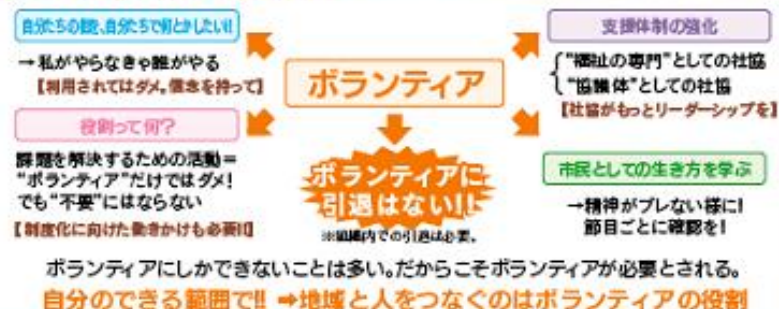 自分たちの課題、自分たちで何とかしたい!!
→私がやらなきゃ誰がやる
【利用されてはダメ。信念を持って】
役割って何?
課題を解決するための活動=
“ボランティア”だけではダメ!
でも“不要”にはならない
【制度化に向けた働きかけも必要!!】
ボランティア
ボランティアに
引退はない!!
※組織内での引退は必要。
支援体制の強化
“福祉の専門”としての社協
“協議体”としての社協
【社協がもっとリーダーシップを】
市民としての生き方を学ぶ
→精神がブレない様に!
節目ごとに確認を!
ボランティアにしかできないことは多い。だからこそボランティアが必要とされる。
自分のできる範囲で!! ➡地域と人をつなぐのはボランティアの役割